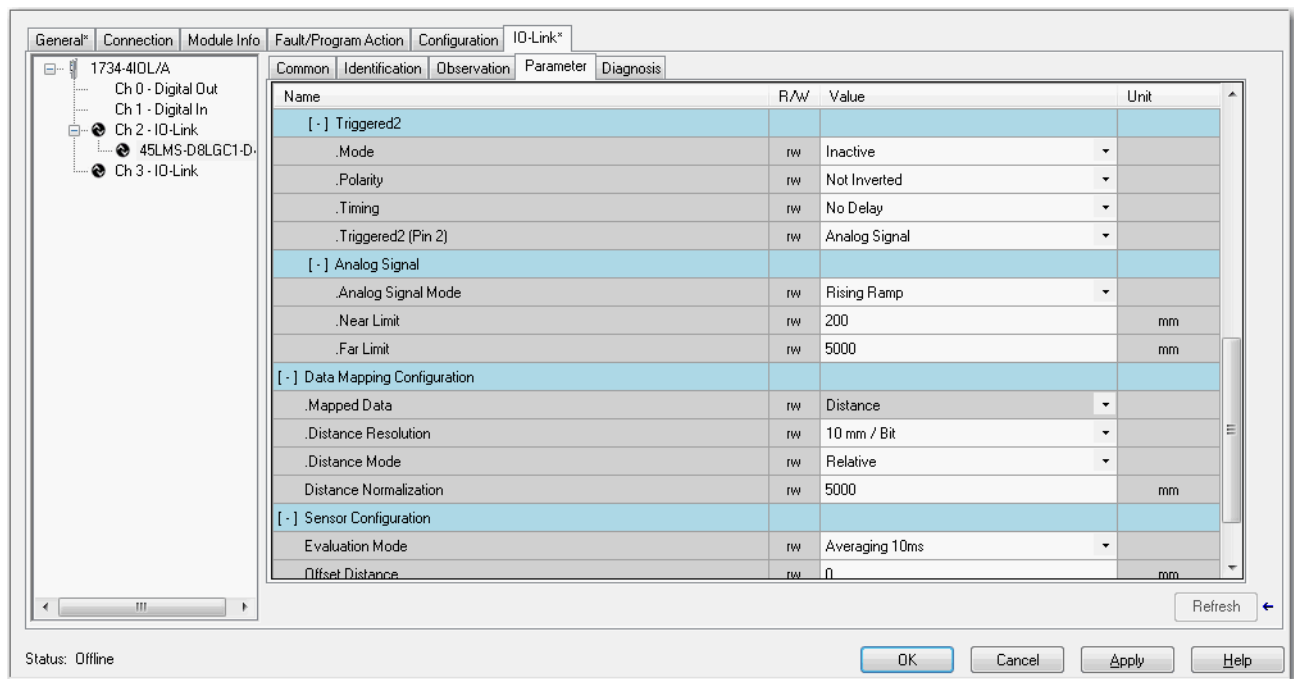 General* Connection Module Info Fault/Program Action Configuration IO-Link*
1734-4IOL/A
Ch 0 - Digital Out
Ch 1 - Digital In
Ch 2 - IO-Link
45LMS-D8LGC1-D
Ch 3 - IO-Link
Common Identification Observation Parameter Diagnosis
Name R/W Value Unit
[-] Triggered2
.Mode rw Inactive
.Polarity rw Not Inverted
.Timing rw No Delay
.Triggered2 (Pin 2) rw Analog Signal
[-] Analog Signal
.Analog Signal Mode rw Rising Ramp
.Near Limit rw 200 mm
.Far Limit rw 5000 mm
[-] Data Mapping Configuration
.Mapped Data rw Distance
.Distance Resolution rw 10 mm / Bit
.Distance Mode rw Relative
Distance Normalization rw 5000 mm
[-] Sensor Configuration
Evaluation Mode rw Averaging 10ms
Offset Distance rw 0 mm
Refresh
Status: Offline
OK Cancel Apply Help